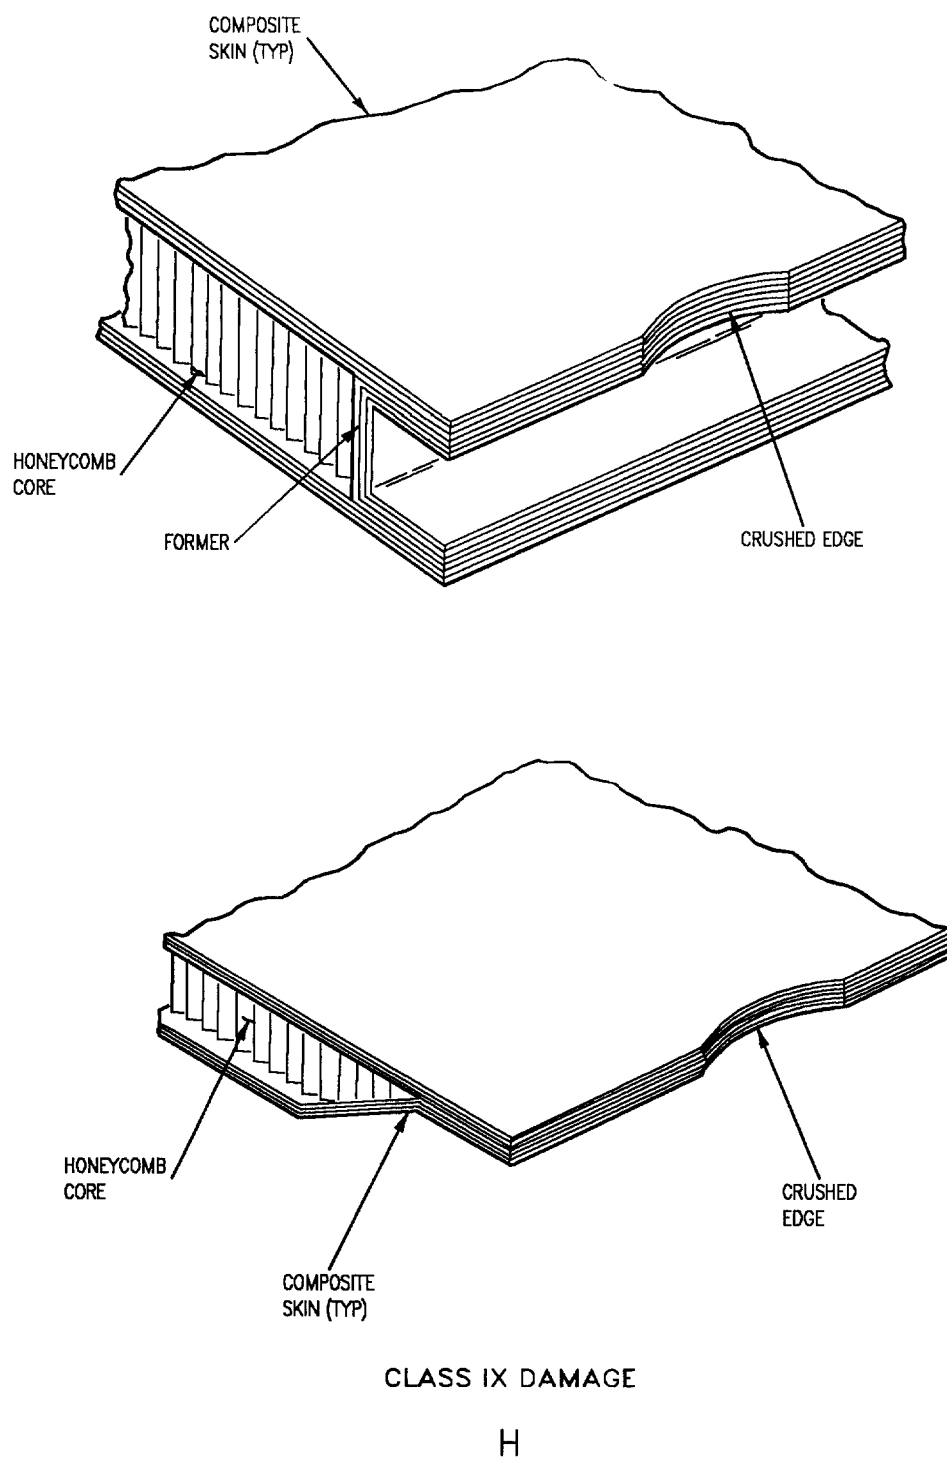 COMPOSITE
SKIN (TYP)
HONEYCOMB
CORE
FORMER
CRUSHED EDGE
HONEYCOMB
CORE
CRUSHED
EDGE
COMPOSITE
SKIN (TYP)
CLASS IX DAMAGE
H